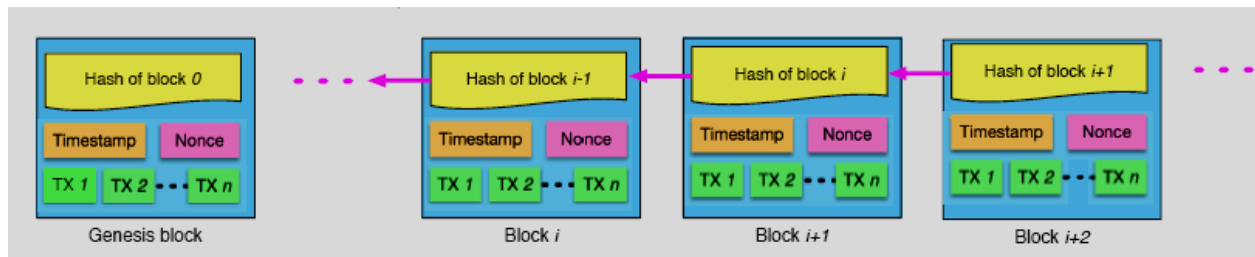 Hash of block 0
Timestamp
Nonce
TX 1
TX 2
TX n
Genesis block
Hash of block i-1
Timestamp
Nonce
TX 1
TX 2
TX n
Block i
Hash of block i
Timestamp
Nonce
TX 1
TX 2
TX n
Block i+1
Hash of block i+1
Timestamp
Nonce
TX 1
TX 2
TX n
Block i+2